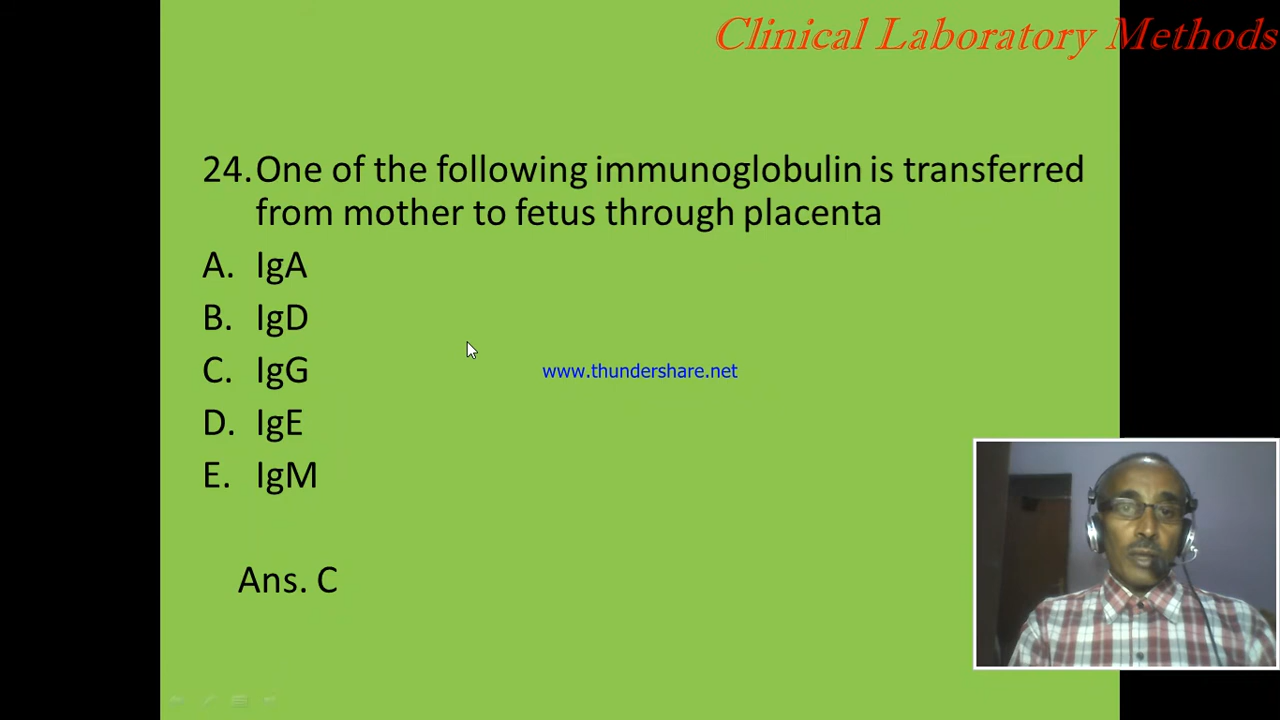 Clinical Laboratory Methods
24. One of the following immunoglobulin is transferred
from mother to fetus through placenta
A. IgA
B. IgD
C. IgG
www.thundershare.net
D. IgE
E. IgM
Ans. C